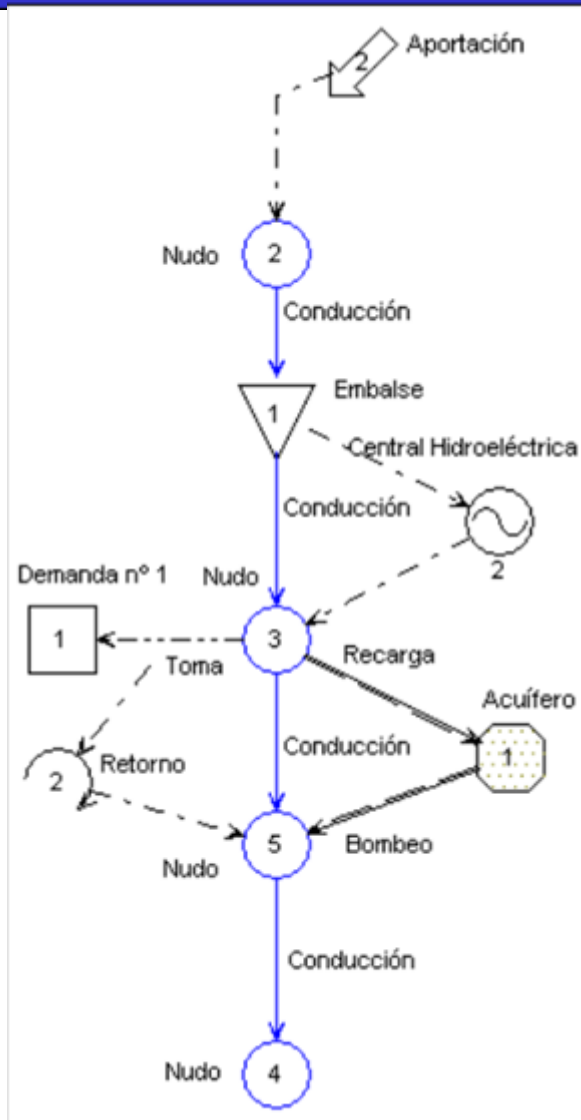 Aportación
2
Nudo
2
Conducción
Embalse
1
Central Hidroeléctrica
Conducción
2
Demanda nº 1
Nudo
1
3
Toma
Recarga
Acuífero
1
Conducción
Retorno
2
Bombeo
5
Nudo
Conducción
Nudo
4